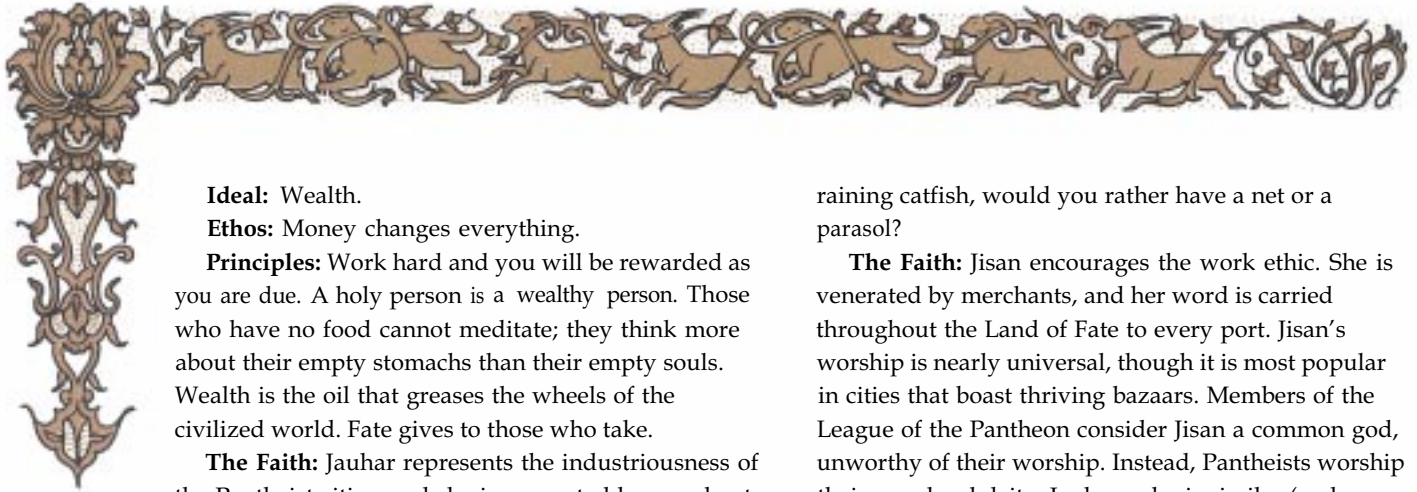 Ideal: Wealth.
Ethos: Money changes everything.
Principles: Work hard and you will be rewarded as
you are due. A holy person is a wealthy person. Those
who have no food cannot meditate; they think more
about their empty stomachs than their empty souls.
Wealth is the oil that greases the wheels of the
civilized world. Fate gives to those who take.
The Faith: Jauhar represents the industriousness of
raining catfish, would you rather have a net or a
parasol?
The Faith: Jisan encourages the work ethic. She is
venerated by merchants, and her word is carried
throughout the Land of Fate to every port. Jisan's
worship is nearly universal, though it is most popular
in cities that boast thriving bazaars. Members of the
League of the Pantheon consider Jisan a common god,
unworthy of their worship. Instead, Pantheists worship